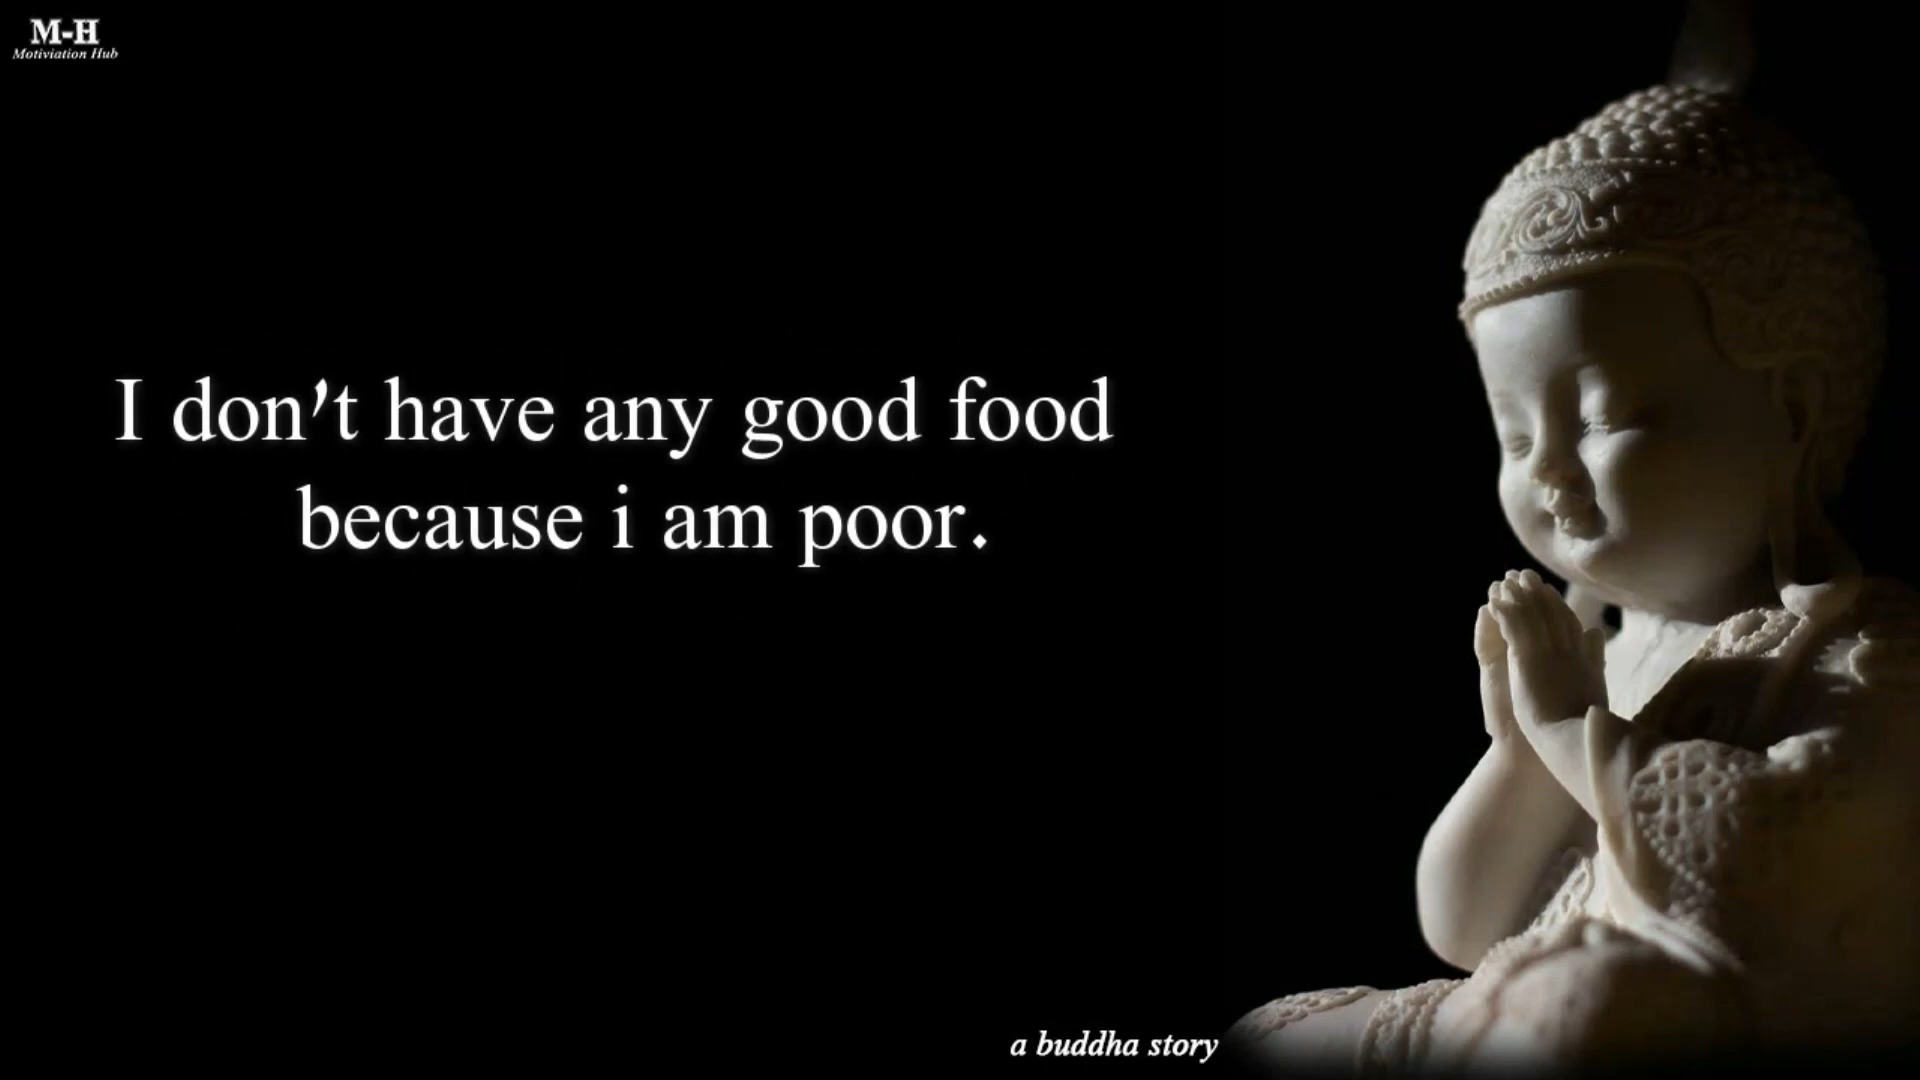 M-H
Motiviation Hub
I don't have any good food
because i am poor.
a buddha story